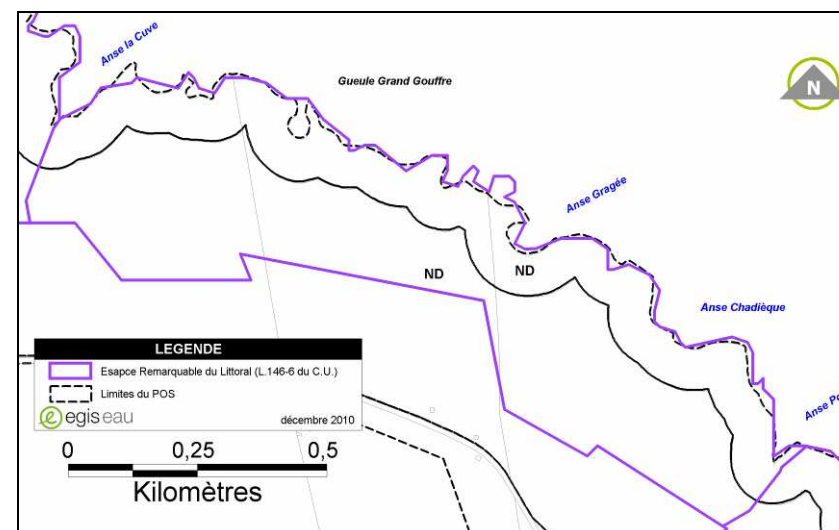 Anse la Cuve
Gueule Grand Gouffre
N
Anse Gragée
ND
ND
Anse Chadièque
LEGENDE
Esapce Remarquable du Littoral (L.146-6 du C.U.)
Limites du POS
egis eau
décembre 2010
Anse Po
0 0,25 0,5
Kilomètres